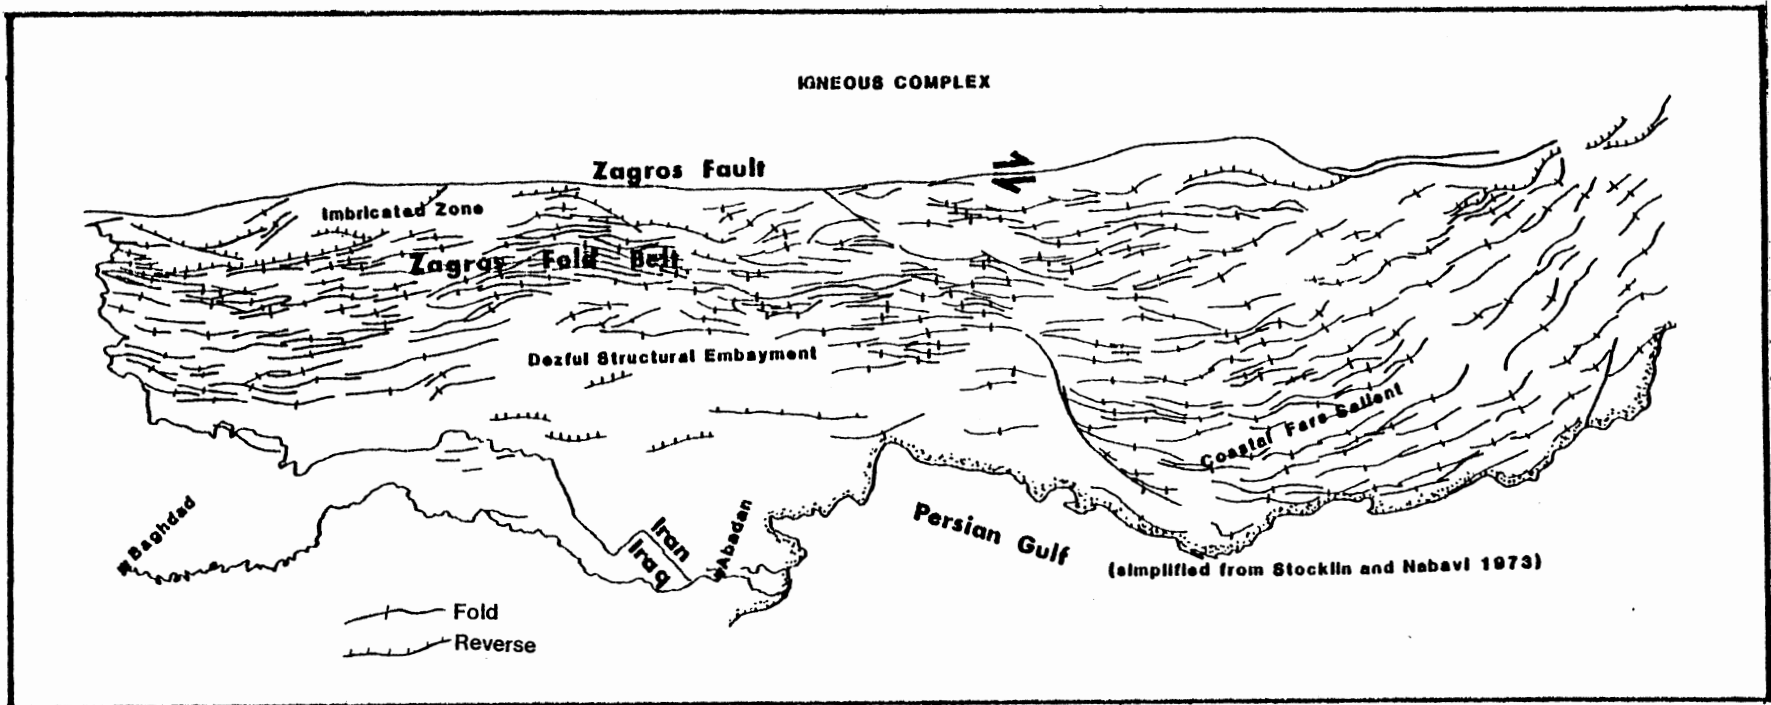 IGNEOUS COMPLEX
Zagros Fault
Imbricated Zone
Zagros Fold Belt
Dezful Structural Embayment
Coastal Fars Salient
Baghdad
Iran
Iraq
Abadan
Persian Gulf
(simplified from Stocklin and Nabavi 1973)
Fold
Reverse